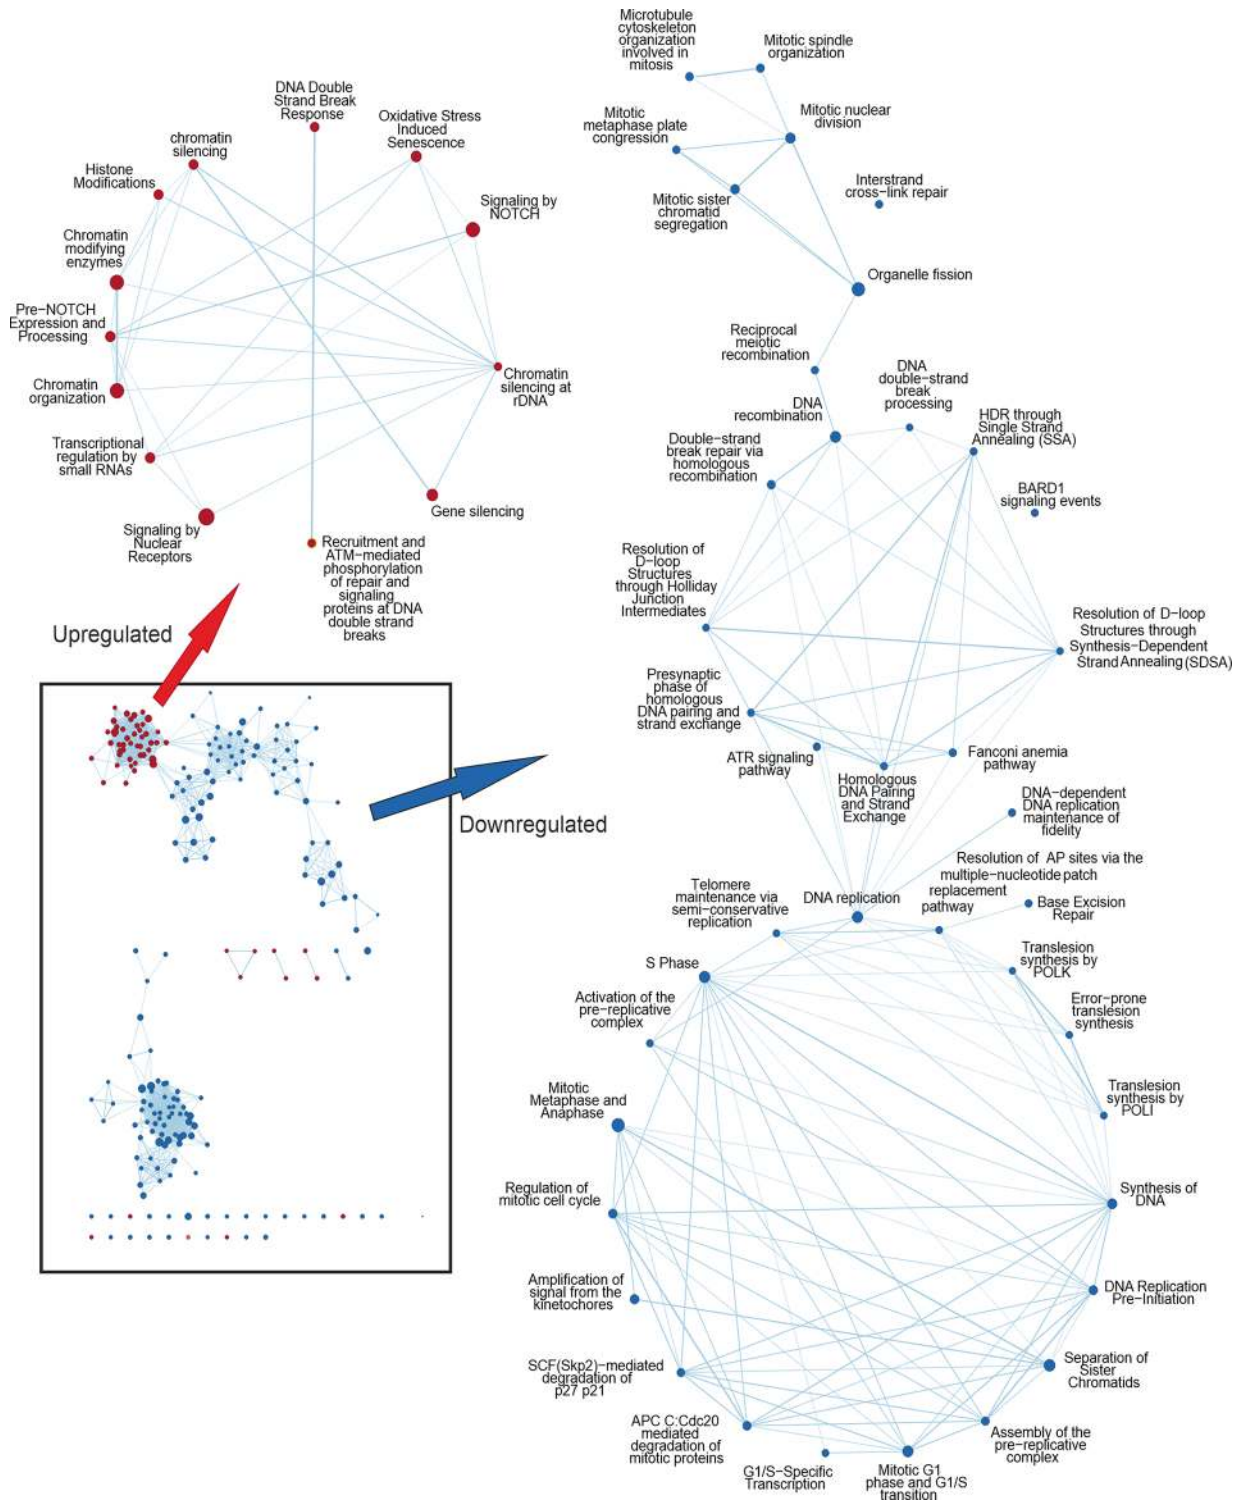 DNA Double
Strand Break
Response
Oxidative Stress
Induced
Senescence
chromatin
silencing
Histone
Modifications
Signaling by
NOTCH
Chromatin
modifying
enzymes
Pre-NOTCH
Expression and
Processing
Chromatin
organization
Chromatin
silencing at
rDNA
Transcriptional
regulation by
small RNAs
Gene silencing
Signaling by
Nuclear
Receptors
Recruitment and
ATM-mediated
phosphorylation
of repair and
signaling
proteins at DNA
double strand
breaks
Upregulated
Downregulated
Microtubule
cytoskeleton
organization
involved in
mitosis
Mitotic spindle
organization
Mitotic
metaphase plate
congression
Mitotic nuclear
division
Interstrand
cross-link repair
Mitotic sister
chromatid
segregation
Organelle fission
Reciprocal
meiotic
recombination
DNA
double-strand
break
processing
DNA
recombination
HDR through
Single Strand
Annealing (SSA)
Double-strand
break repair via
homologous
recombination
BARD1
signaling events
Resolution of
D-loop
Structures
through Holliday
Junction
Intermediates
Resolution of D-loop
Structures through
Synthesis-Dependent
Strand Annealing (SDSA)
Presynaptic
phase of
homologous
DNA pairing and
strand exchange
ATR signaling
pathway
Homologous
DNA Pairing
and Strand
Exchange
Fanconi anemia
pathway
DNA-dependent
DNA replication
maintenance of
fidelity
Telomere
maintenance via
semi-conservative
replication
DNA replication
Resolution of AP sites via the
multiple-nucleotide patch
replacement
pathway
Base Excision
Repair
S Phase
Translesion
synthesis by
POLK
Activation of the
pre-replicative
complex
Error-prone
translesion
synthesis
Mitotic
Metaphase and
Anaphase
Translesion
synthesis by
POLI
Regulation of
mitotic cell cycle
Synthesis of
DNA
Amplification of
signal from the
kinetochores
DNA Replication
Pre-Initiation
SCF(Skp2)-mediated
degradation of
p27 p21
Separation of
Sister
Chromatids
APC C:Cdc20
mediated
degradation of
mitotic proteins
Assembly of the
pre-replicative
complex
G1/S-Specific
Transcription
Mitotic G1
phase and G1/S
transition